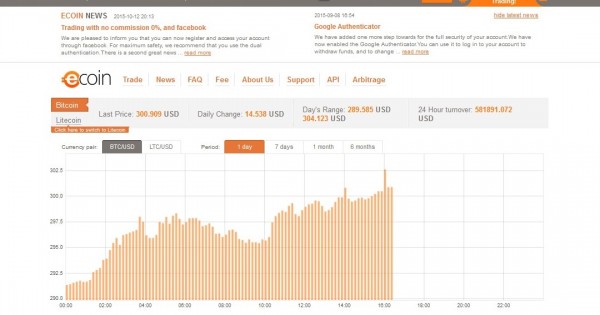 Trading!
ECOIN NEWS 2015-10-12 20:13
Trading with no commission 0%, and facebook
We are pleased to inform you that you can now register and access your account
through facebook. For maximum safety, we recommend that you use the dual
authentication.There is a second great news ... read more
2015-09-08 16:54
Google Authenticator
We have added one more step towards for the full security of your account.We have
now enabled the Google Authenticator.You can use it to log in to your account to
withdraw funds, and to change ... read more
hide latest news
ecoin
Trade News FAQ Fee About Us Support API Arbitrage
Bitcoin
Litecoin
Click here to switch to Litecoin
Last Price: 300.909 USD
Daily Change: 14.538 USD
Day's Range: 289.585 USD
304.123 USD
24 Hour turnover: 581891.072
USD
Currency pair: BTC/USD LTC/USD Period: 1 day 7 days 1 month 6 months
302.5
300.0
297.5
295.0
292.5
290.0
00:00 02:00 04:00 06:00 08:00 10:00 12:00 14:00 16:00 18:00 20:00 22:00